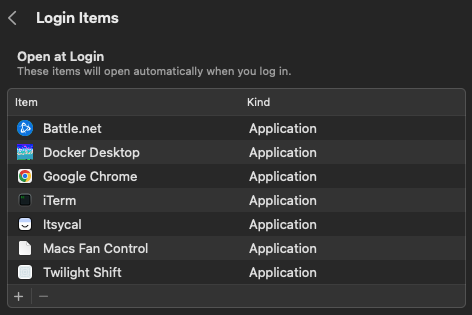 Login Items
Open at Login
These items will open automatically when you log in.
Item Kind
Battle.net Application
Docker Desktop Application
Google Chrome Application
iTerm Application
Itsycal Application
Macs Fan Control Application
Twilight Shift Application
+ −